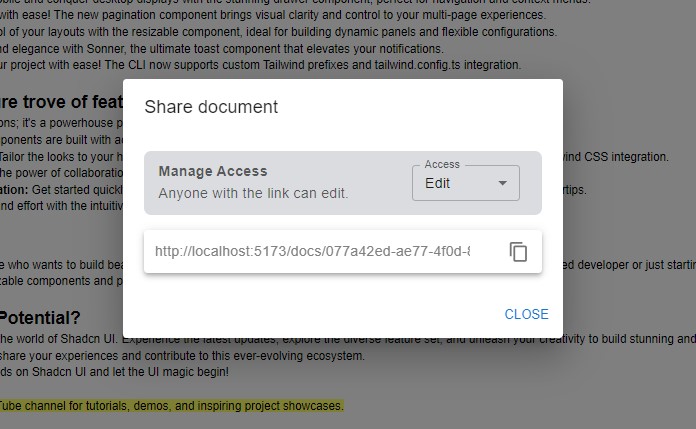 obile and conquer desktop displays with the stunning drawer component, perfect for navigation and context menus.
with ease! The new pagination component brings visual clarity and control to your multi-page experiences.
ol of your layouts with the resizable component, ideal for building dynamic panels and flexible configurations.
nd elegance with Sonner, the ultimate toast component that elevates your notifications.
ur project with ease! The CLI now supports custom Tailwind prefixes and tailwind.config.ts integration.
ure trove of feat
ons; it's a powerhouse p
ponents are built with ac
Tailor the looks to your h
wind CSS integration.
the power of collaboratio
ation: Get started quickl
rtips.
and effort with the intuitiv
Share document
Manage Access
Anyone with the link can edit.
Access
Edit
http://localhost:5173/docs/077a42ed-ae77-4f0d-8
CLOSE
e who wants to build bea
ed developer or just startin
zable components and p
Potential?
the world of Shadcn UI. Experience the latest updates, explore the diverse feature set, and unleash your creativity to build stunning and
share your experiences and contribute to this ever-evolving ecosystem.
ds on Shadcn UI and let the UI magic begin!
Tube channel for tutorials, demos, and inspiring project showcases.